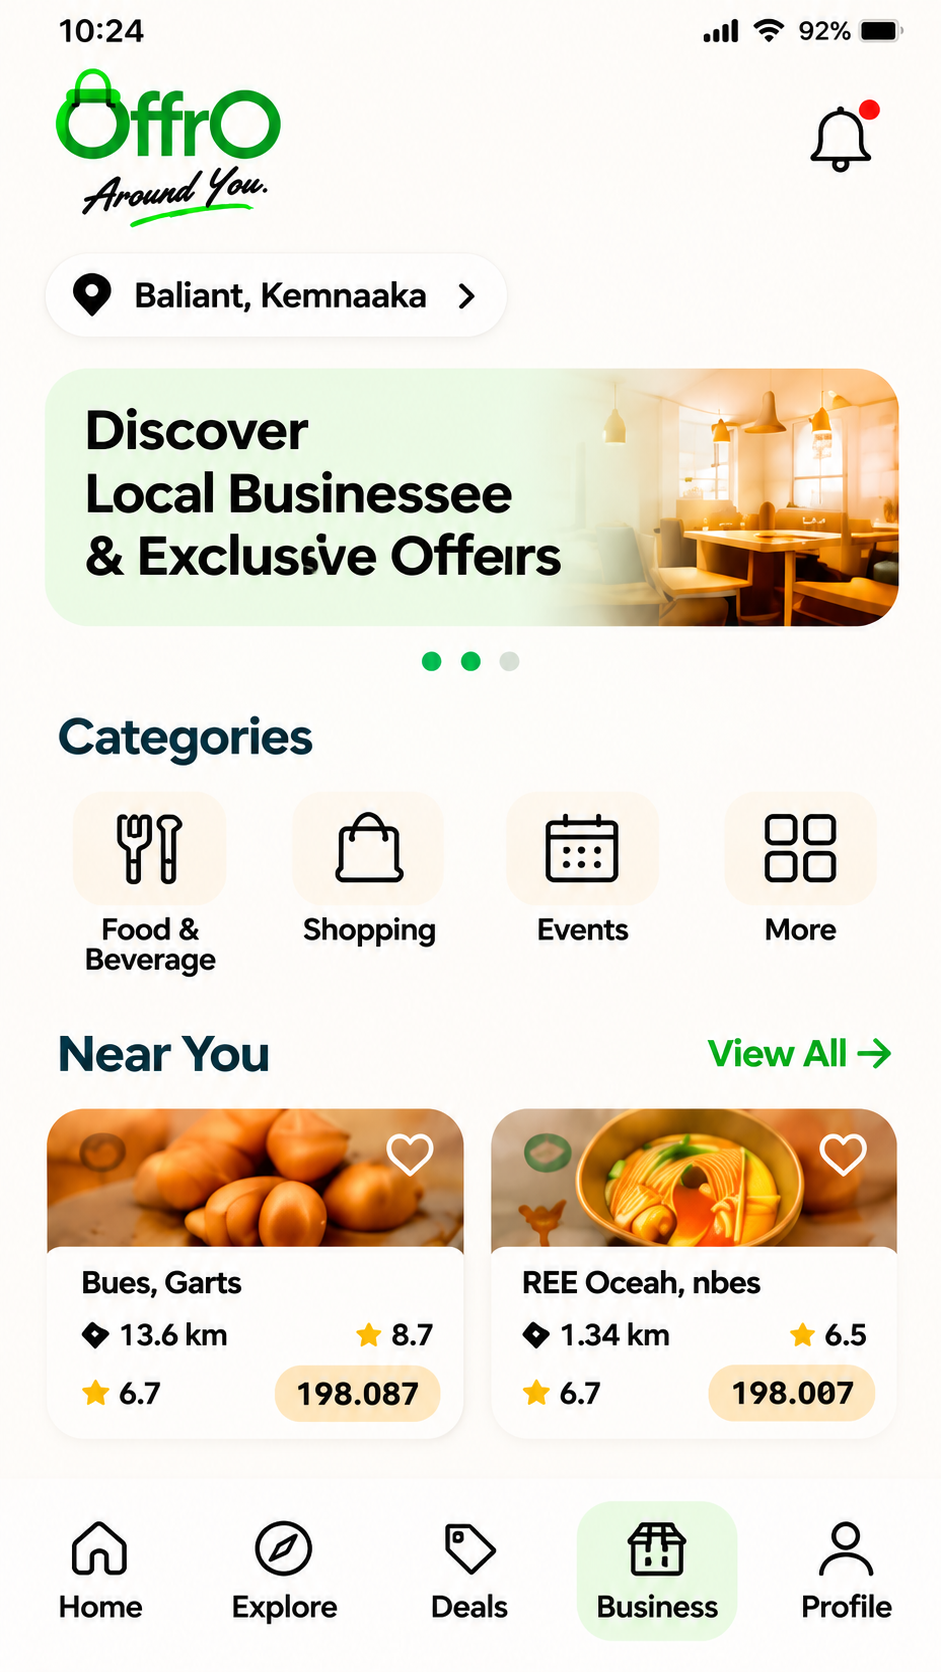 10:24
92%
OffrO
Around You.
Baliant, Kemnaaka
Discover
Local Businessee
& Exclussive Offeırs
Categories
Food &
Beverage
Shopping
Events
More
Near You
View All
Bues, Garts
13.6 km
8.7
6.7
198.087
REE Oceah, nbes
1.34 km
6.5
6.7
198.007
Home
Explore
Deals
Business
Profile